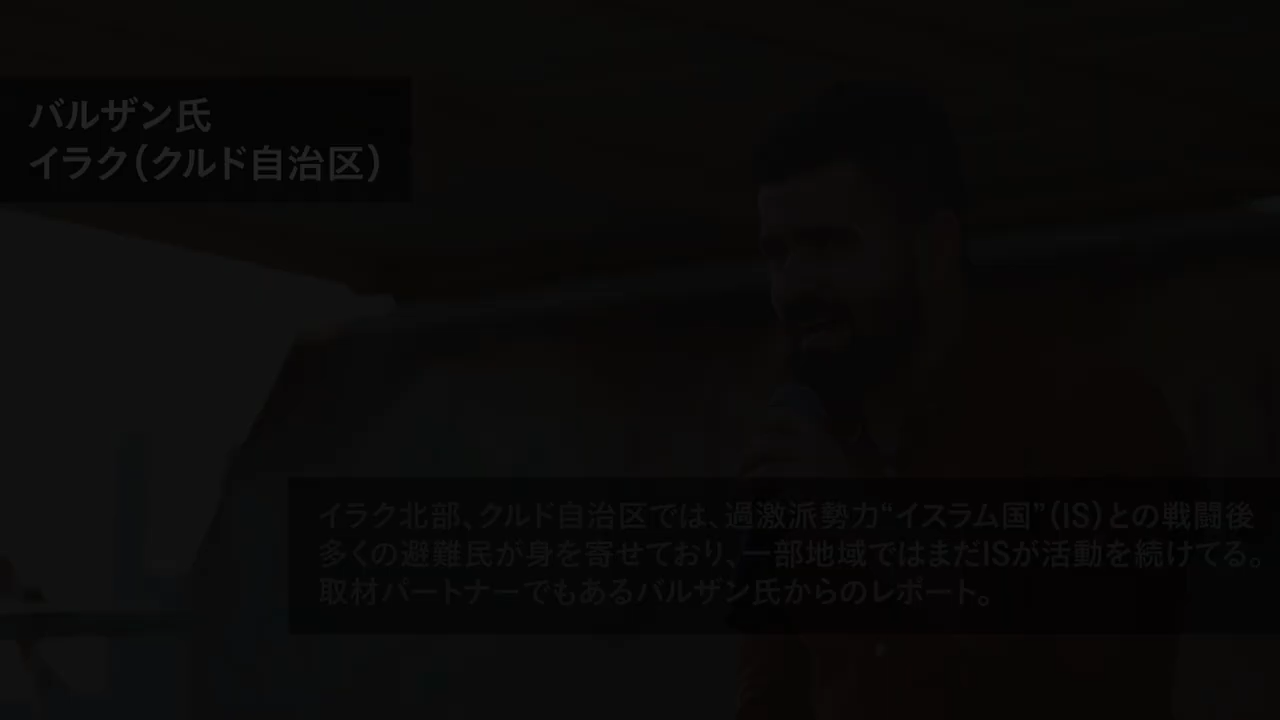 バルザン氏
イラク(クルド自治区)
イラク北部、クルド自治区では、過激派勢力“イスラム国”(IS)との戦闘後
多くの避難民が身を寄せており、一部地域ではまだISが活動を続けてる。
取材パートナーでもあるバルザン氏からのレポート。